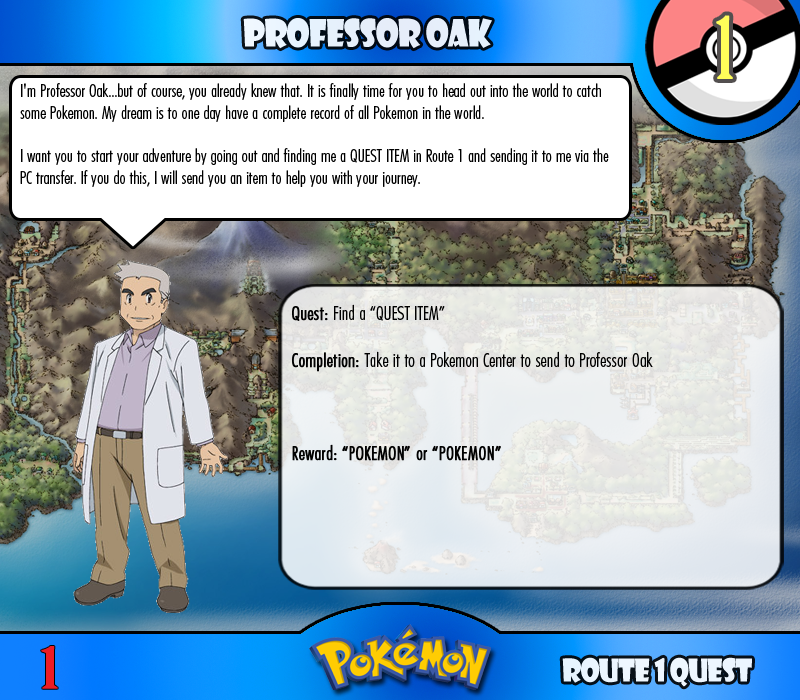 PROFESSOR OAK
1
I'm Professor Oak...but of course, you already knew that. It is finally time for you to head out into the world to catch
some Pokemon. My dream is to one day have a complete record of all Pokemon in the world.
I want you to start your adventure by going out and finding me a QUEST ITEM in Route 1 and sending it to me via the
PC transfer. If you do this, I will send you an item to help you with your journey.
Quest: Find a “QUEST ITEM”
Completion: Take it to a Pokemon Center to send to Professor Oak
Reward: “POKEMON” or “POKEMON”
1
POKéMON
ROUTE 1 QUEST